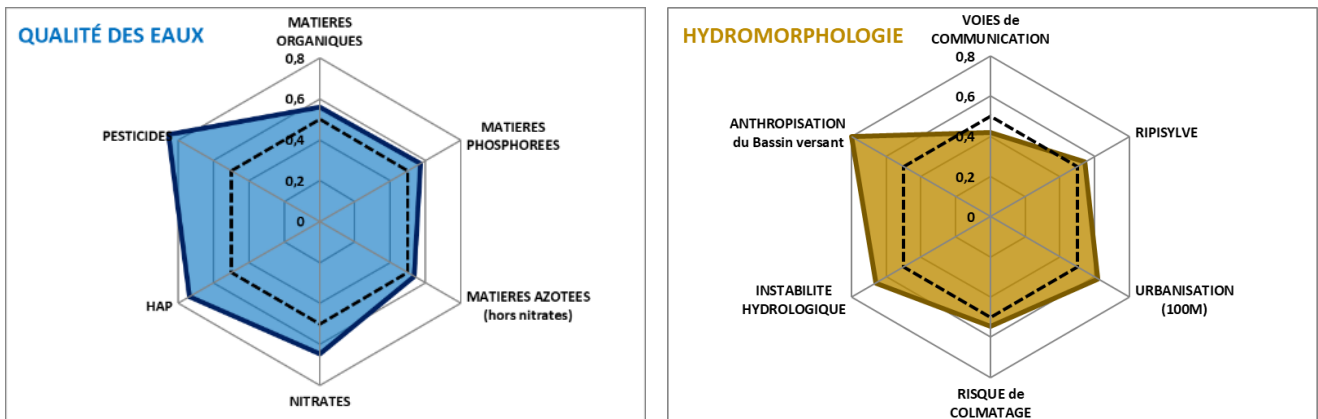 QUALITÉ DES EAUX
MATIERES
ORGANIQUES
0,8
0,6
0,4
0,2
0
MATIERES
PHOSPHOREES
MATIERES AZOTEES
(hors nitrates)
NITRATES
HAP
PESTICIDES
HYDROMORPHOLOGIE
VOIES de
COMMUNICATION
0,8
0,6
0,4
0,2
0
RIPISYLVE
URBANISATION
(100M)
RISQUE de
COLMATAGE
INSTABILITE
HYDROLOGIQUE
ANTHROPISATION
du Bassin versant